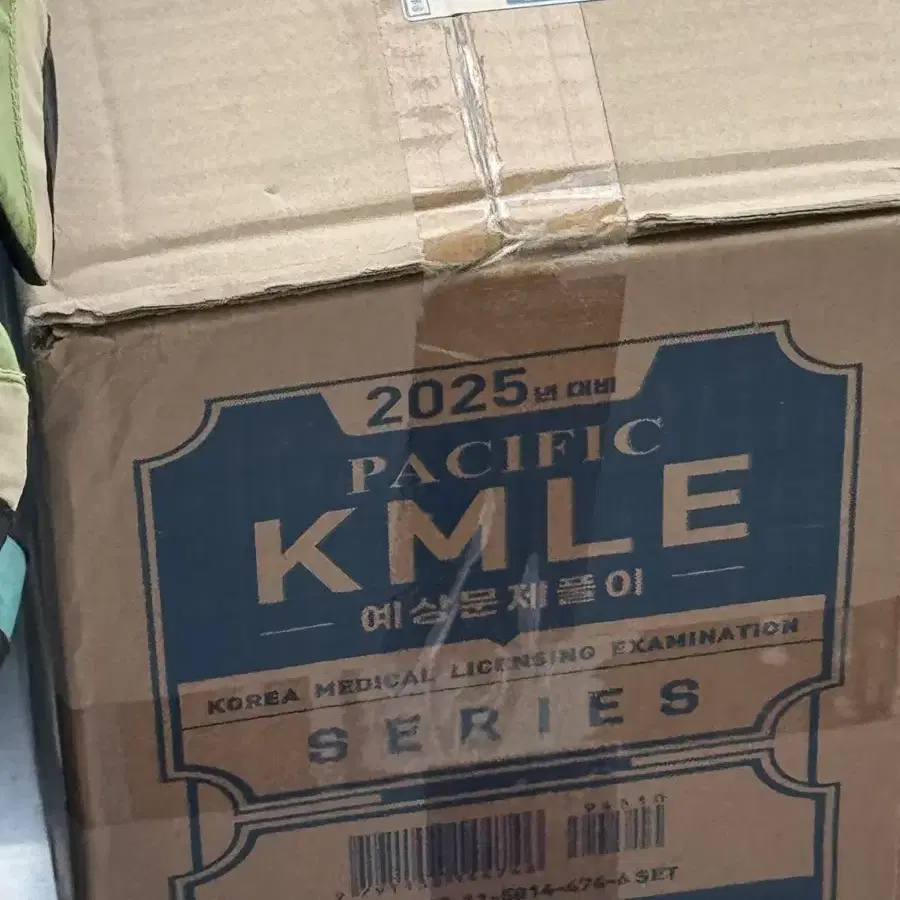 2025년 대비
PACIFIC
KMLE
예상문제풀이
KOREA MEDICAL LICENSING EXAMINATION
SERIES
SET